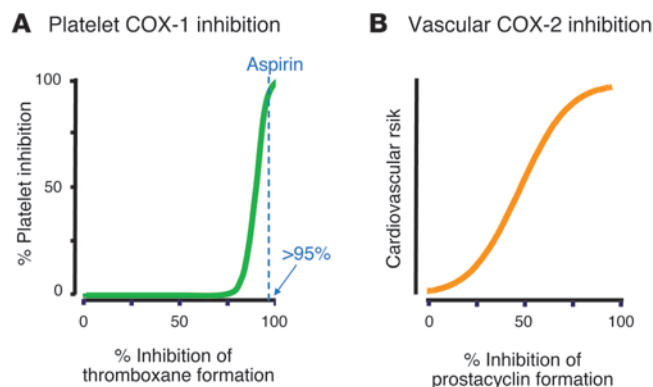 A Platelet COX-1 inhibition
Aspirin
% Platelet inhibition
100
50
0
>95%
0 50 100
% Inhibition of
thromboxane formation
B Vascular COX-2 inhibition
Cardiovascular rsik
0 50 100
% Inhibition of
prostacyclin formation